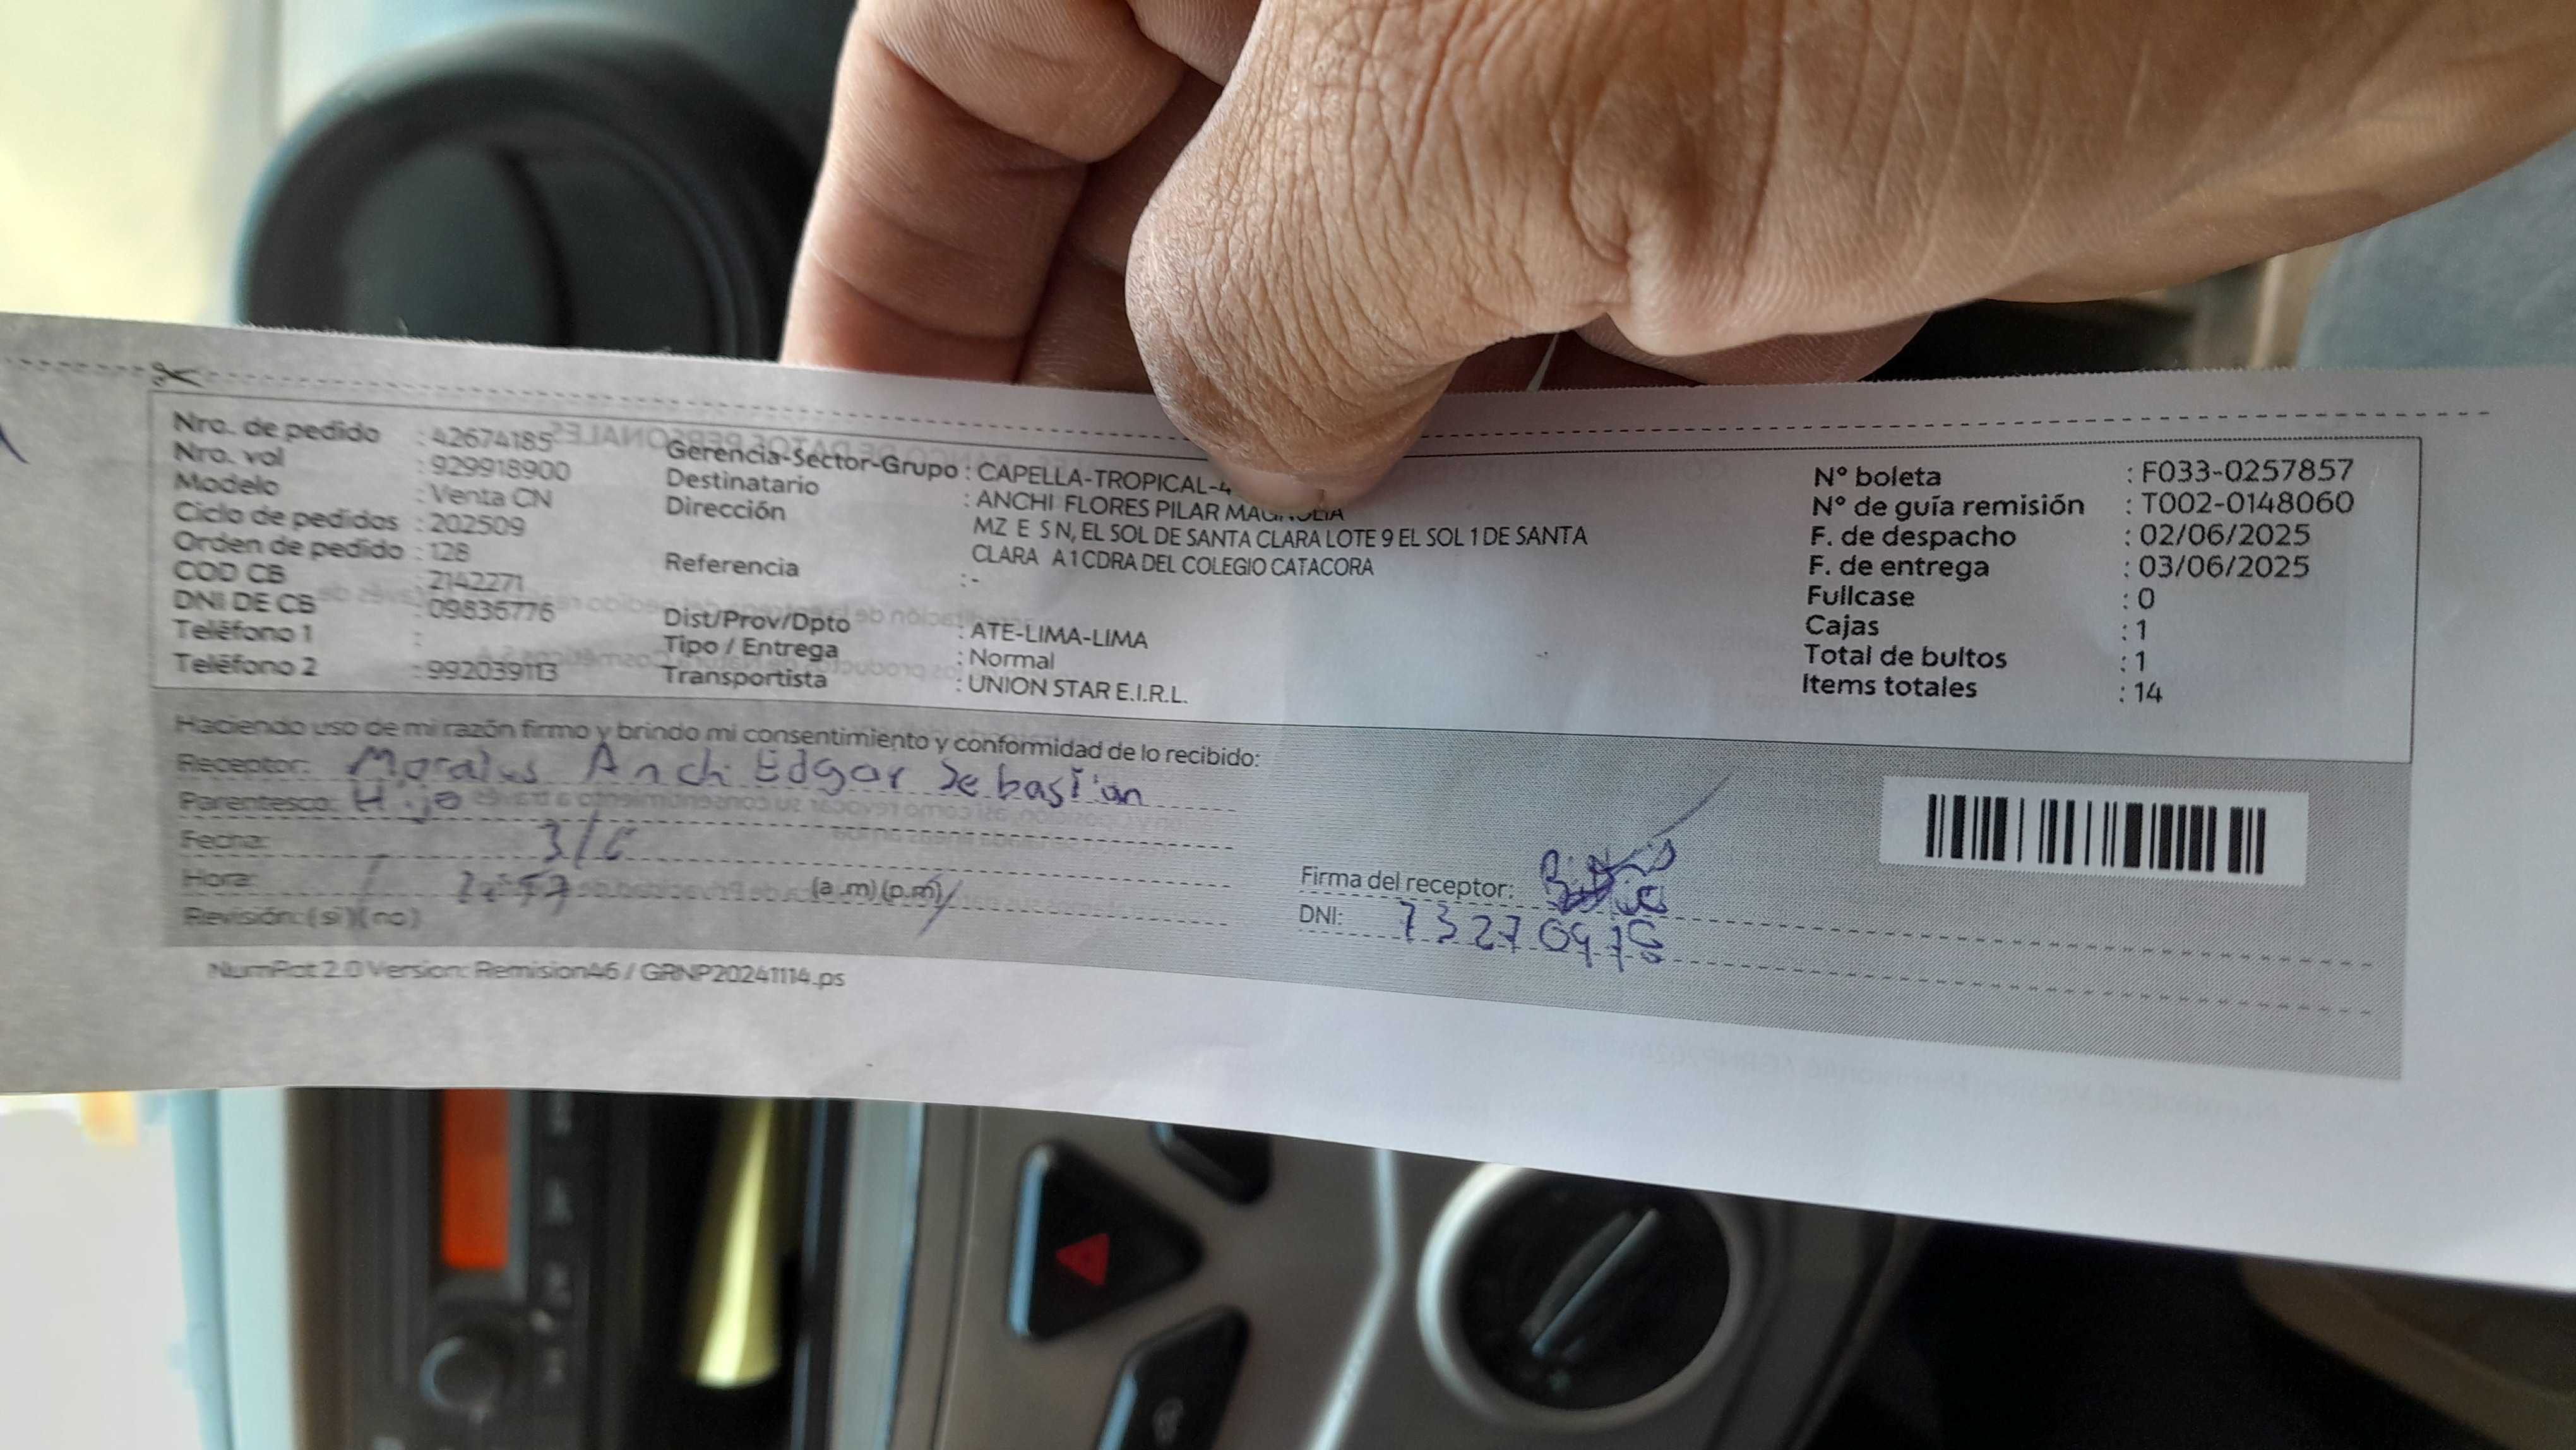 Nro. de pedido : 42674185
Nro. vol : 929918900
Modelo : Venta CN
Ciclo de pedidos : 202509
Orden de pedido : 128
COD CB : 2142271
DNI DE CB : 09836776
Teléfono 1 :
Teléfono 2 : 992039113
Gerencia-Sector-Grupo : CAPELLA-TROPICAL-4
Destinatario : ANCHI FLORES PILAR MAGNOLIA
Dirección MZ E S N, EL SOL DE SANTA CLARA LOTE 9 EL SOL 1 DE SANTA
CLARA A 1 CDRA DEL COLEGIO CATACORA
Referencia : -
Dist/Prov/Dpto : ATE-LIMA-LIMA
Tipo / Entrega : Normal
Transportista : UNION STAR E.I.R.L.
N° boleta : F033-0257857
N° de guía remisión : T002-0148060
F. de despacho : 02/06/2025
F. de entrega : 03/06/2025
Fullcase : 0
Cajas : 1
Total de bultos : 1
Items totales : 14
Haciendo uso de mi razón firmo y brindo mi consentimiento y conformidad de lo recibido:
Receptor: Morales Anchi Edgar Sebastian
Parentesco: Hijo
Fecha: 3/6
Hora: (a.m)(p.m)
Revisión: (si)(no)
Firma del receptor:
DNI: 73270978
NumPat 2.0 Version: Remision46 / GRNP20241114.ps